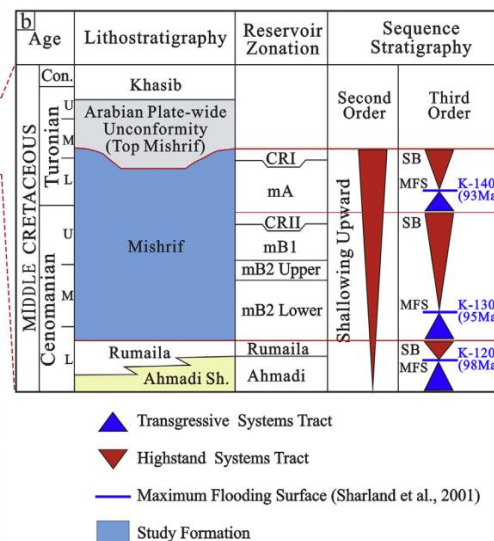 b
Age
Lithostratigraphy
Reservoir
Zonation
Sequence
Stratigraphy
MIDDLE CRETACEOUS
Con.
Turonian
U
M
L
Cenomanian
U
M
L
Khasib
Arabian Plate-wide
Unconformity
(Top Mishrif)
Mishrif
Rumaila
Ahmadi Sh.
CRI
mA
CRII
mB1
mB2 Upper
mB2 Lower
Rumaila
Ahmadi
Second
Order
Third
Order
Shallowing Upward
SB
MFS
K-140
(93Ma
SB
MFS
K-130
(95Ma
SB
MFS
K-120
(98Ma
Transgressive Systems Tract
Highstand Systems Tract
Maximum Flooding Surface (Sharland et al., 2001)
Study Formation